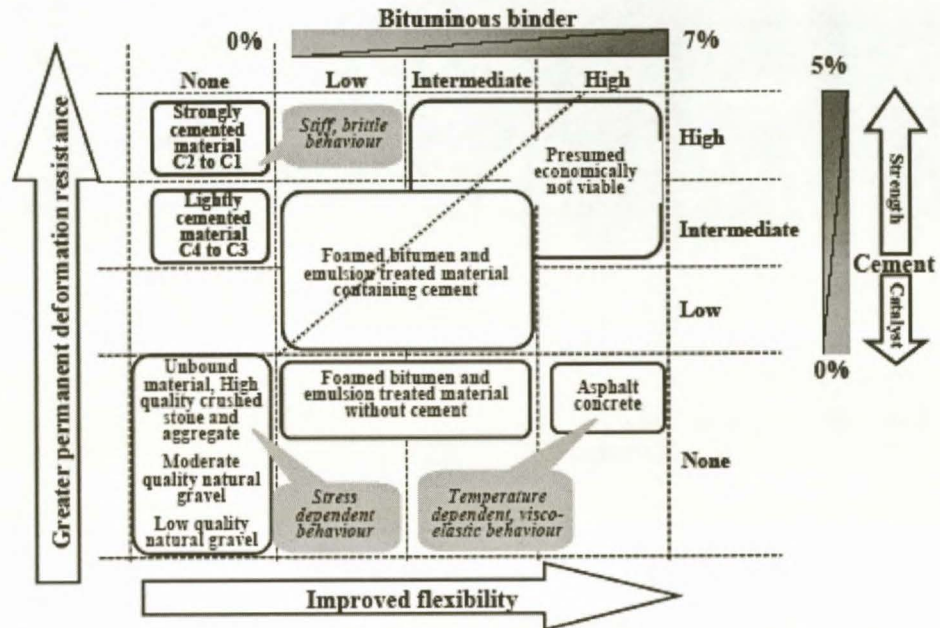 Bituminous binder
0%
7%
None
Low
Intermediate
High
5%
Strongly
cemented
material
C2 to C1
Stiff, brittle
behaviour
Presumed
economically
not viable
High
Lightly
cemented
material
C4 to C3
Foamed bitumen and
emulsion treated material
containing cement
Intermediate
Low
Strength
Cement
Catalyst
0%
Unbound
material, High
quality crushed
stone and
aggregate
Moderate
quality natural
gravel
Low quality
natural gravel
Foamed bitumen and
emulsion treated material
without cement
Asphalt
concrete
None
Stress
dependent
behaviour
Temperature
dependent, visco-
elastic behaviour
Greater permanent deformation resistance
Improved flexibility